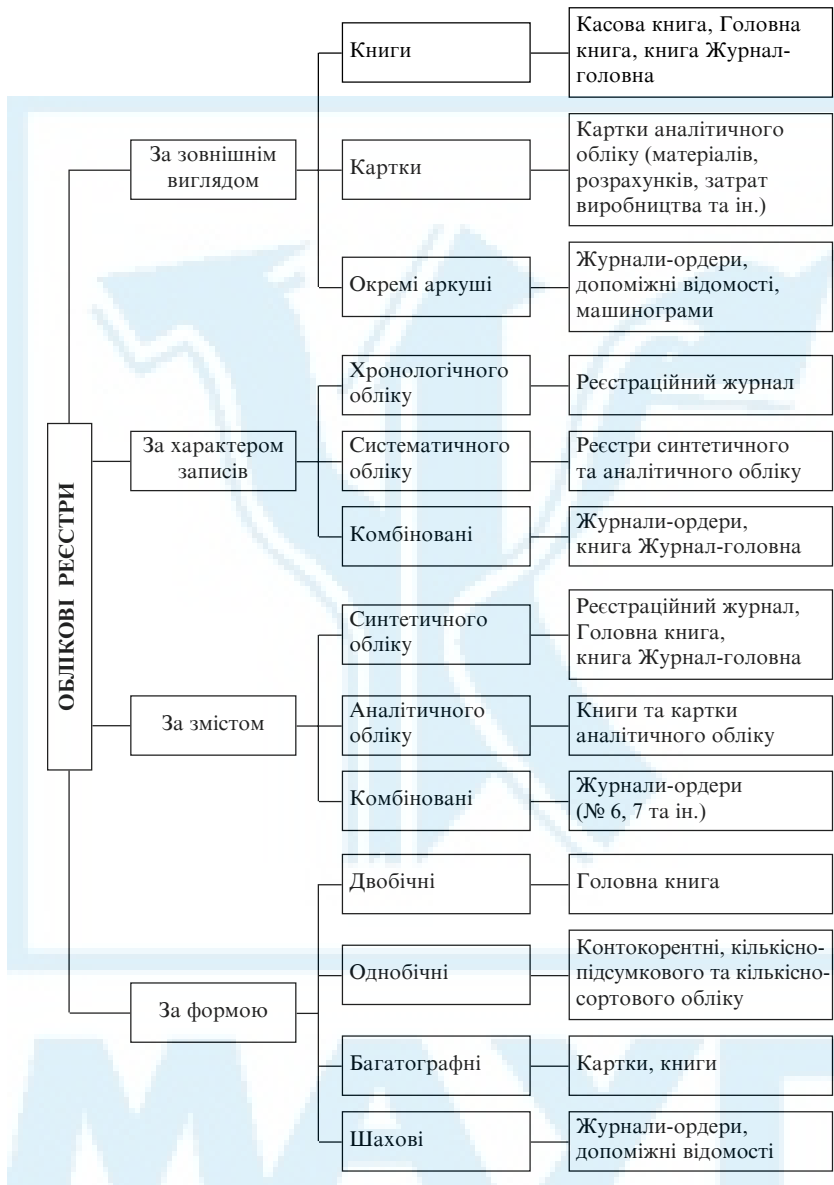 ОБЛІКОВІ РЕЄСТРИ
За зовнішнім
виглядом
Книги
Касова книга, Головна
книга, книга Журнал-
головна
Картки
Картки аналітичного
обліку (матеріалів,
розрахунків, затрат
виробництва та ін.)
Окремі аркуші
Журнали-ордери,
допоміжні відомості,
машинограми
За характером
записів
Хронологічного
обліку
Реєстраційний журнал
Систематичного
обліку
Реєстри синтетичного
та аналітичного обліку
Комбіновані
Журнали-ордери,
книга Журнал-головна
За змістом
Синтетичного
обліку
Реєстраційний журнал,
Головна книга,
книга Журнал-головна
Аналітичного
обліку
Книги та картки
аналітичного обліку
Комбіновані
Журнали-ордери
(№ 6, 7 та ін.)
За формою
Двобічні
Головна книга
Однобічні
Контокорентні, кількісно-
підсумкового та кількісно-
сортового обліку
Багатографні
Картки, книги
Шахові
Журнали-ордери,
допоміжні відомості
МАУП